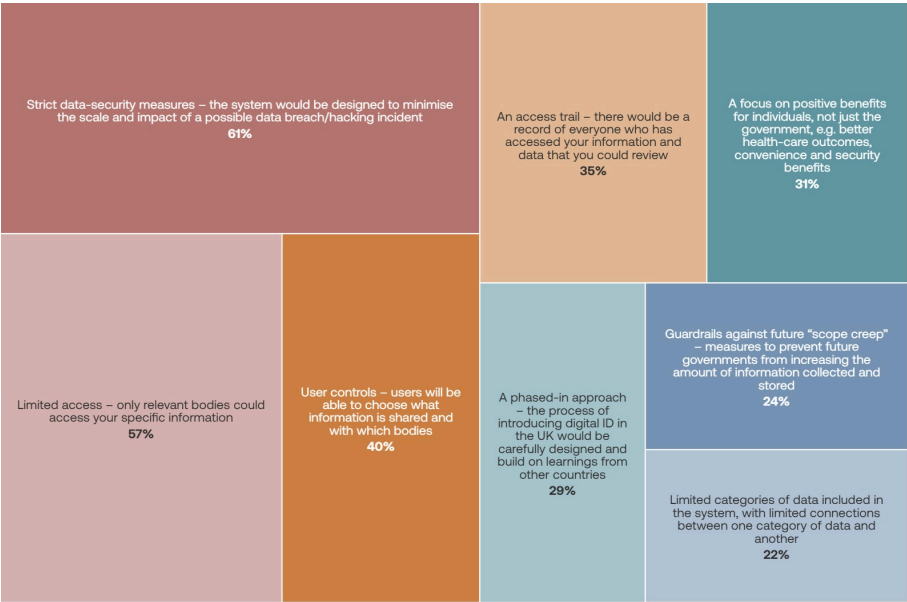 Strict data-security measures – the system would be designed to minimise
the scale and impact of a possible data breach/hacking incident
61%
An access trail – there would be a
record of everyone who has
accessed your information and
data that you could review
35%
A focus on positive benefits
for individuals, not just the
government, e.g. better
health-care outcomes,
convenience and security
benefits
31%
Limited access – only relevant bodies could
access your specific information
57%
User controls – users will be
able to choose what
information is shared and
with which bodies
40%
A phased-in approach
– the process of
introducing digital ID in
the UK would be
carefully designed and
build on learnings from
other countries
29%
Guardrails against future “scope creep”
– measures to prevent future
governments from increasing the
amount of information collected and
stored
24%
Limited categories of data included in
the system, with limited connections
between one category of data and
another
22%